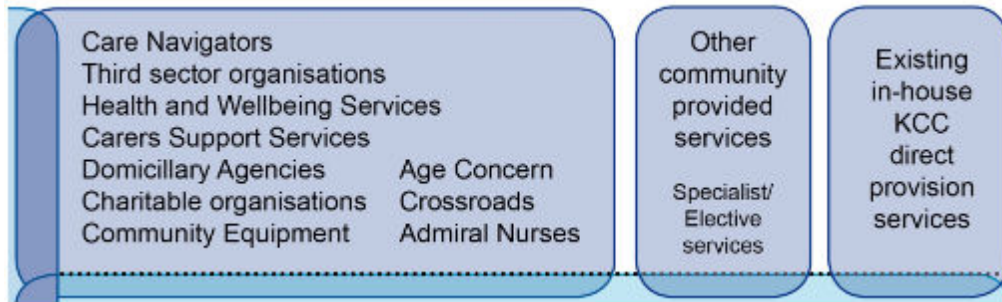 Care Navigators
Third sector organisations
Health and Wellbeing Services
Carers Support Services
Domicillary Agencies
Charitable organisations
Community Equipment
Age Concern
Crossroads
Admiral Nurses
Other
community
provided
services
Specialist/
Elective
services
Existing
in-house
KCC
direct
provision
services